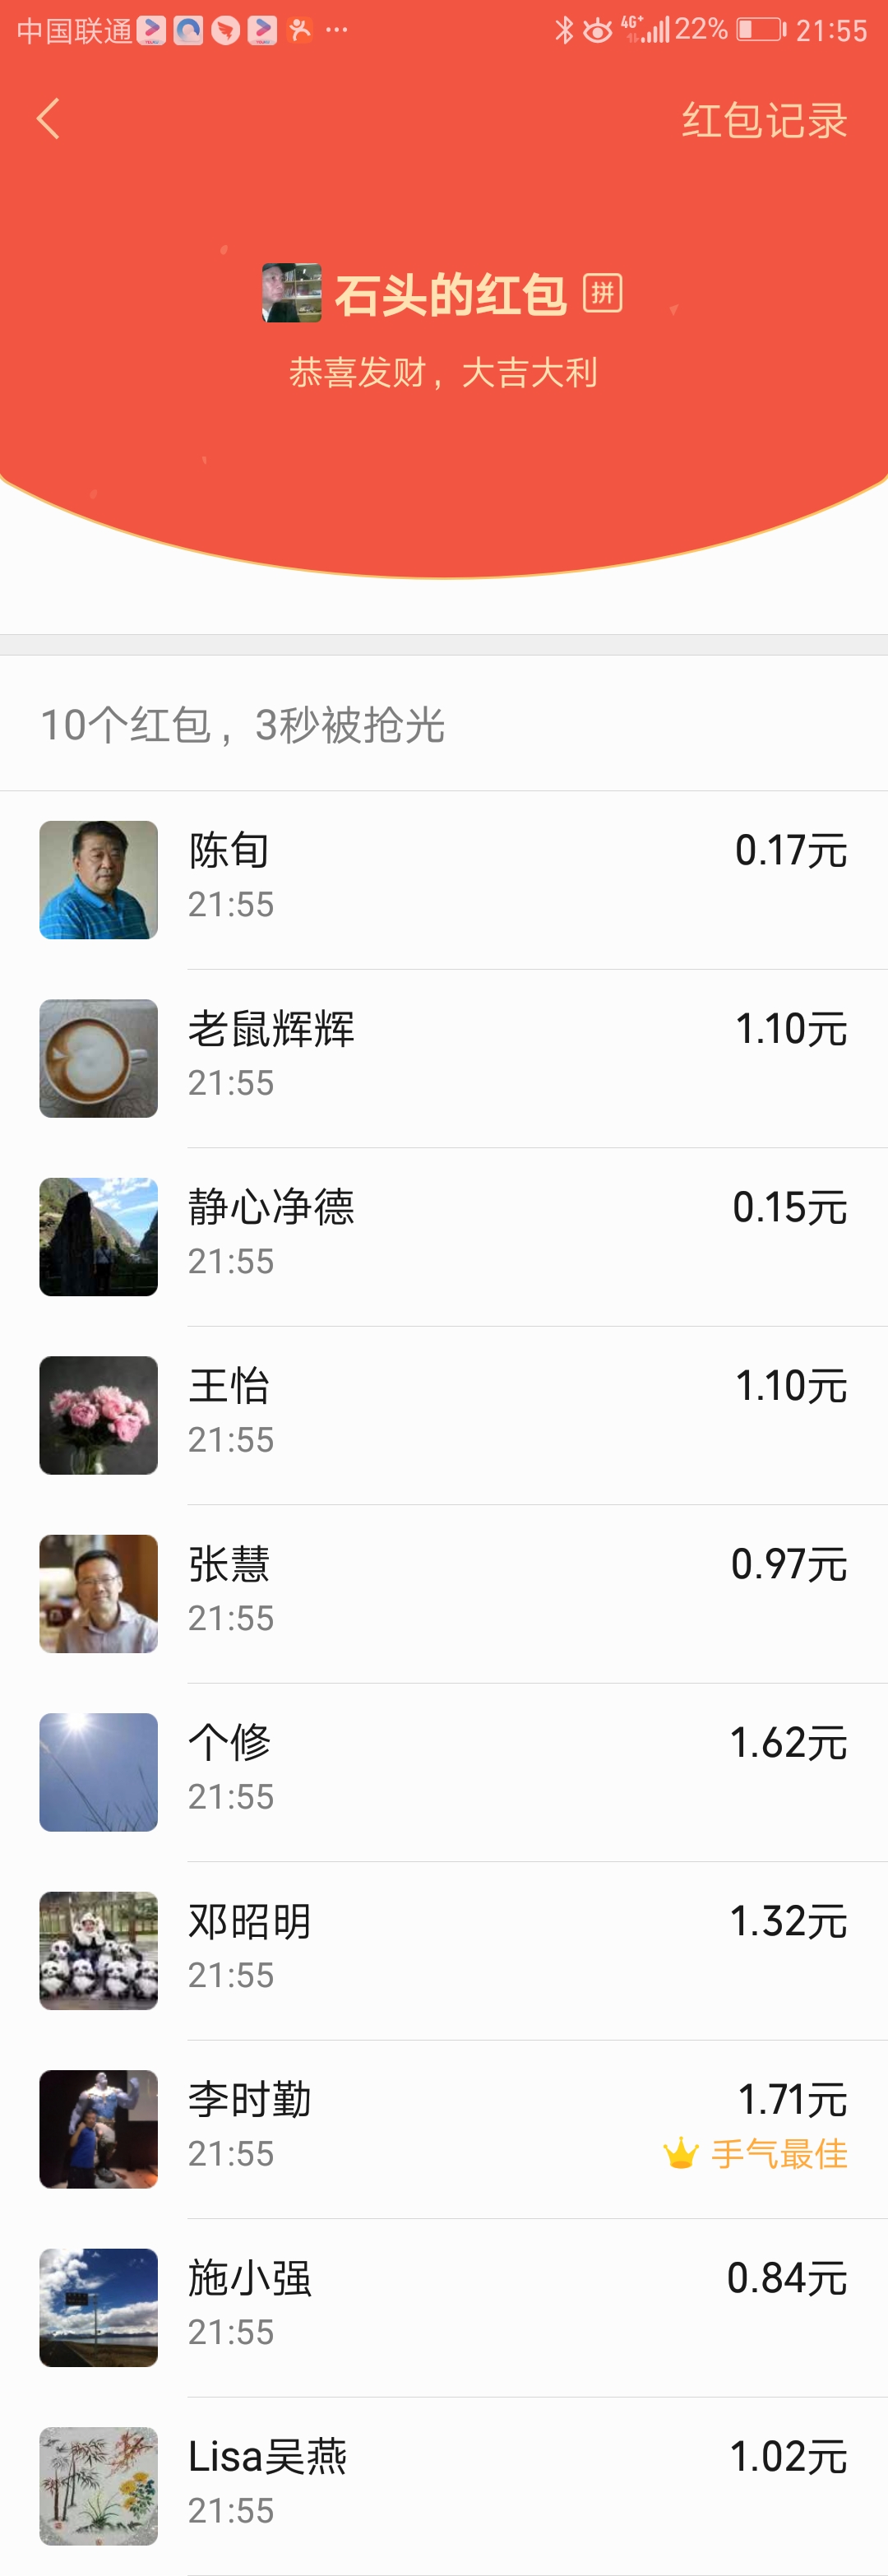 中国联通 ... 4G+ 22% 21:55
红包记录
石头的红包 拼
恭喜发财，大吉大利
10个红包，3秒被抢光
陈旬 0.17元
21:55
老鼠辉辉 1.10元
21:55
静心净德 0.15元
21:55
王怡 1.10元
21:55
张慧 0.97元
21:55
个修 1.62元
21:55
邓昭明 1.32元
21:55
李时勤 1.71元
21:55 手气最佳
施小强 0.84元
21:55
Lisa吴燕 1.02元
21:55